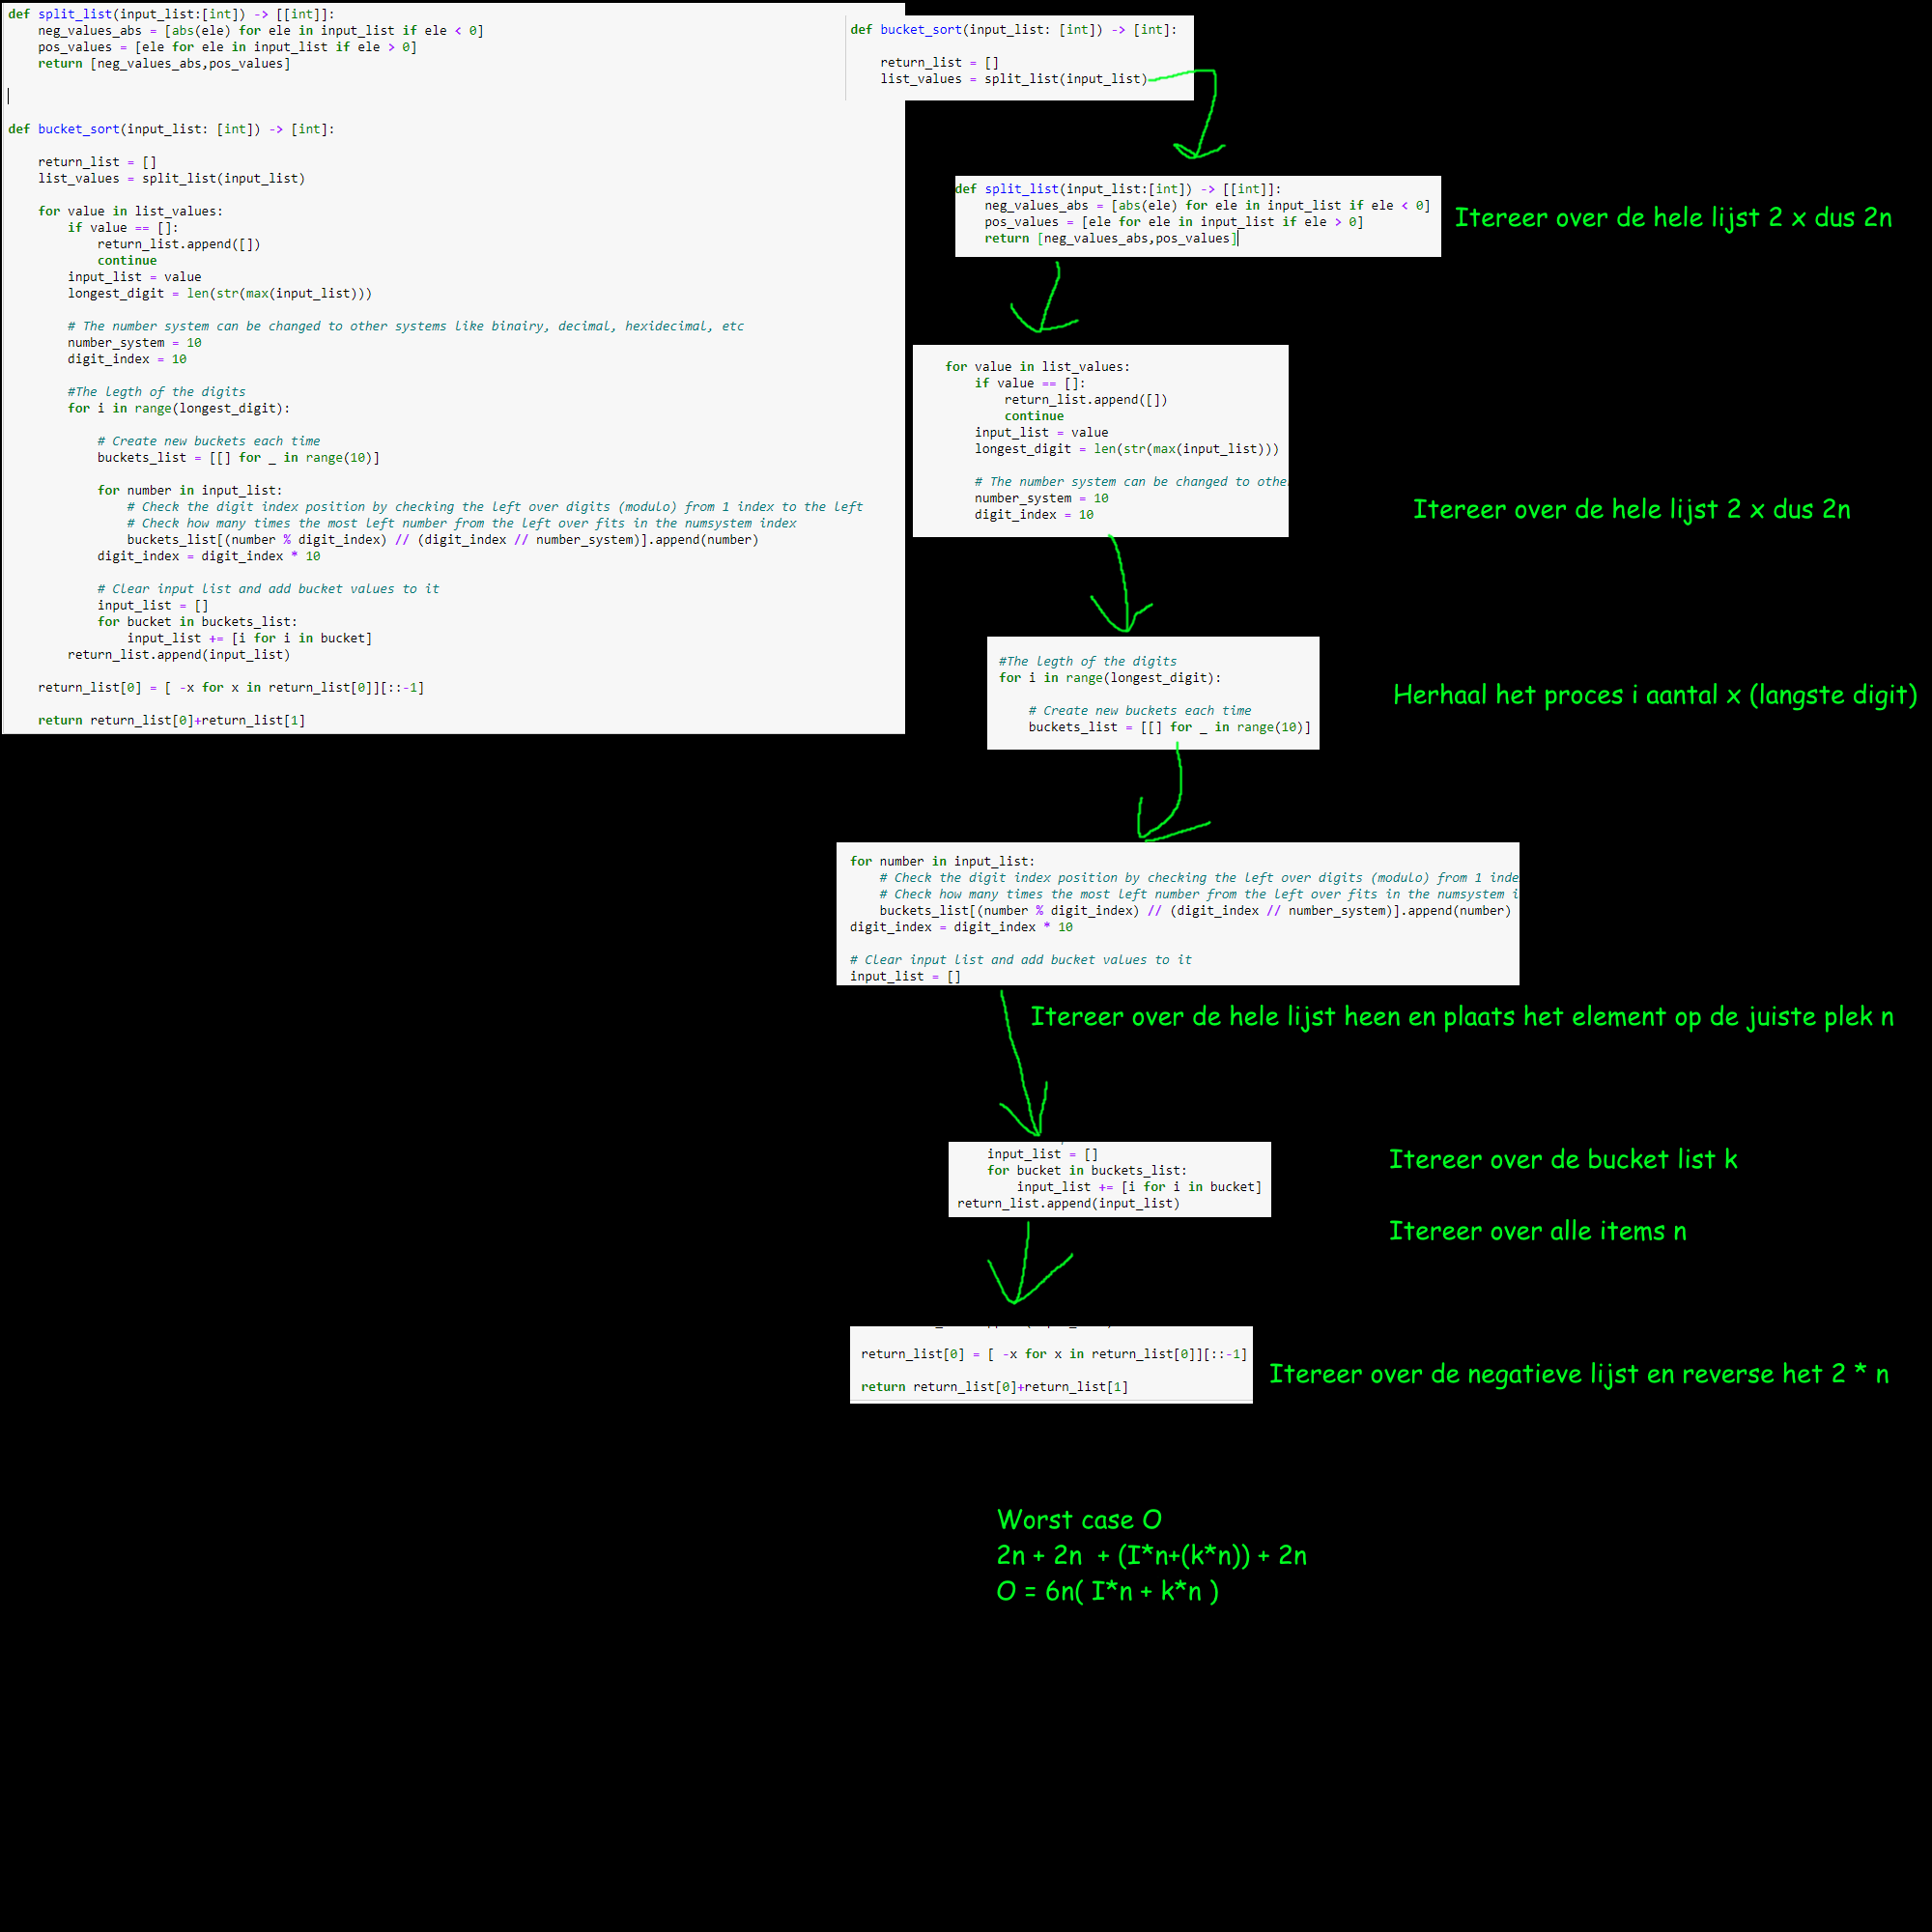 def split_list(input_list:[int]) -> [[int]]:
neg_values_abs = [abs(ele) for ele in input_list if ele < 0]
pos_values = [ele for ele in input_list if ele > 0]
return [neg_values_abs,pos_values]
def bucket_sort(input_list: [int]) -> [int]:
return_list = []
list_values = split_list(input_list)
for value in list_values:
if value == []:
return_list.append([])
continue
input_list = value
longest_digit = len(str(max(input_list)))
# The number system can be changed to other systems like binairy, decimal, hexidecimal, etc
number_system = 10
digit_index = 10
#The legth of the digits
for i in range(longest_digit):
# Create new buckets each time
buckets_list = [[] for _ in range(10)]
for number in input_list:
# Check the digit index position by checking the left over digits (modulo) from 1 index to the left
# Check how many times the most left number from the left over fits in the numsystem index
buckets_list[(number % digit_index) // (digit_index // number_system)].append(number)
digit_index = digit_index * 10
# Clear input list and add bucket values to it
input_list = []
for bucket in buckets_list:
input_list += [i for i in bucket]
return_list.append(input_list)
return_list[0] = [ -x for x in return_list[0]][::-1]
return return_list[0]+return_list[1]
def bucket_sort(input_list: [int]) -> [int]:
return_list = []
list_values = split_list(input_list)
def split_list(input_list:[int]) -> [[int]]:
neg_values_abs = [abs(ele) for ele in input_list if ele < 0]
pos_values = [ele for ele in input_list if ele > 0]
return [neg_values_abs,pos_values]
Itereer over de hele lijst 2 x dus 2n
for value in list_values:
if value == []:
return_list.append([])
continue
input_list = value
longest_digit = len(str(max(input_list)))
# The number system can be changed to othe
number_system = 10
digit_index = 10
Itereer over de hele lijst 2 x dus 2n
#The legth of the digits
for i in range(longest_digit):
# Create new buckets each time
buckets_list = [[] for _ in range(10)]
Herhaal het proces i aantal x (langste digit)
for number in input_list:
# Check the digit index position by checking the left over digits (modulo) from 1 inde
# Check how many times the most left number from the left over fits in the numsystem i
buckets_list[(number % digit_index) // (digit_index // number_system)].append(number)
digit_index = digit_index * 10
# Clear input list and add bucket values to it
input_list = []
Itereer over de hele lijst heen en plaats het element op de juiste plek n
input_list = []
for bucket in buckets_list:
input_list += [i for i in bucket]
return_list.append(input_list)
Itereer over de bucket list k
Itereer over alle items n
return_list[0] = [ -x for x in return_list[0]][::-1]
return return_list[0]+return_list[1]
Itereer over de negatieve lijst en reverse het 2 * n
Worst case O
2n + 2n + (I*n+(k*n)) + 2n
O = 6n( I*n + k*n )